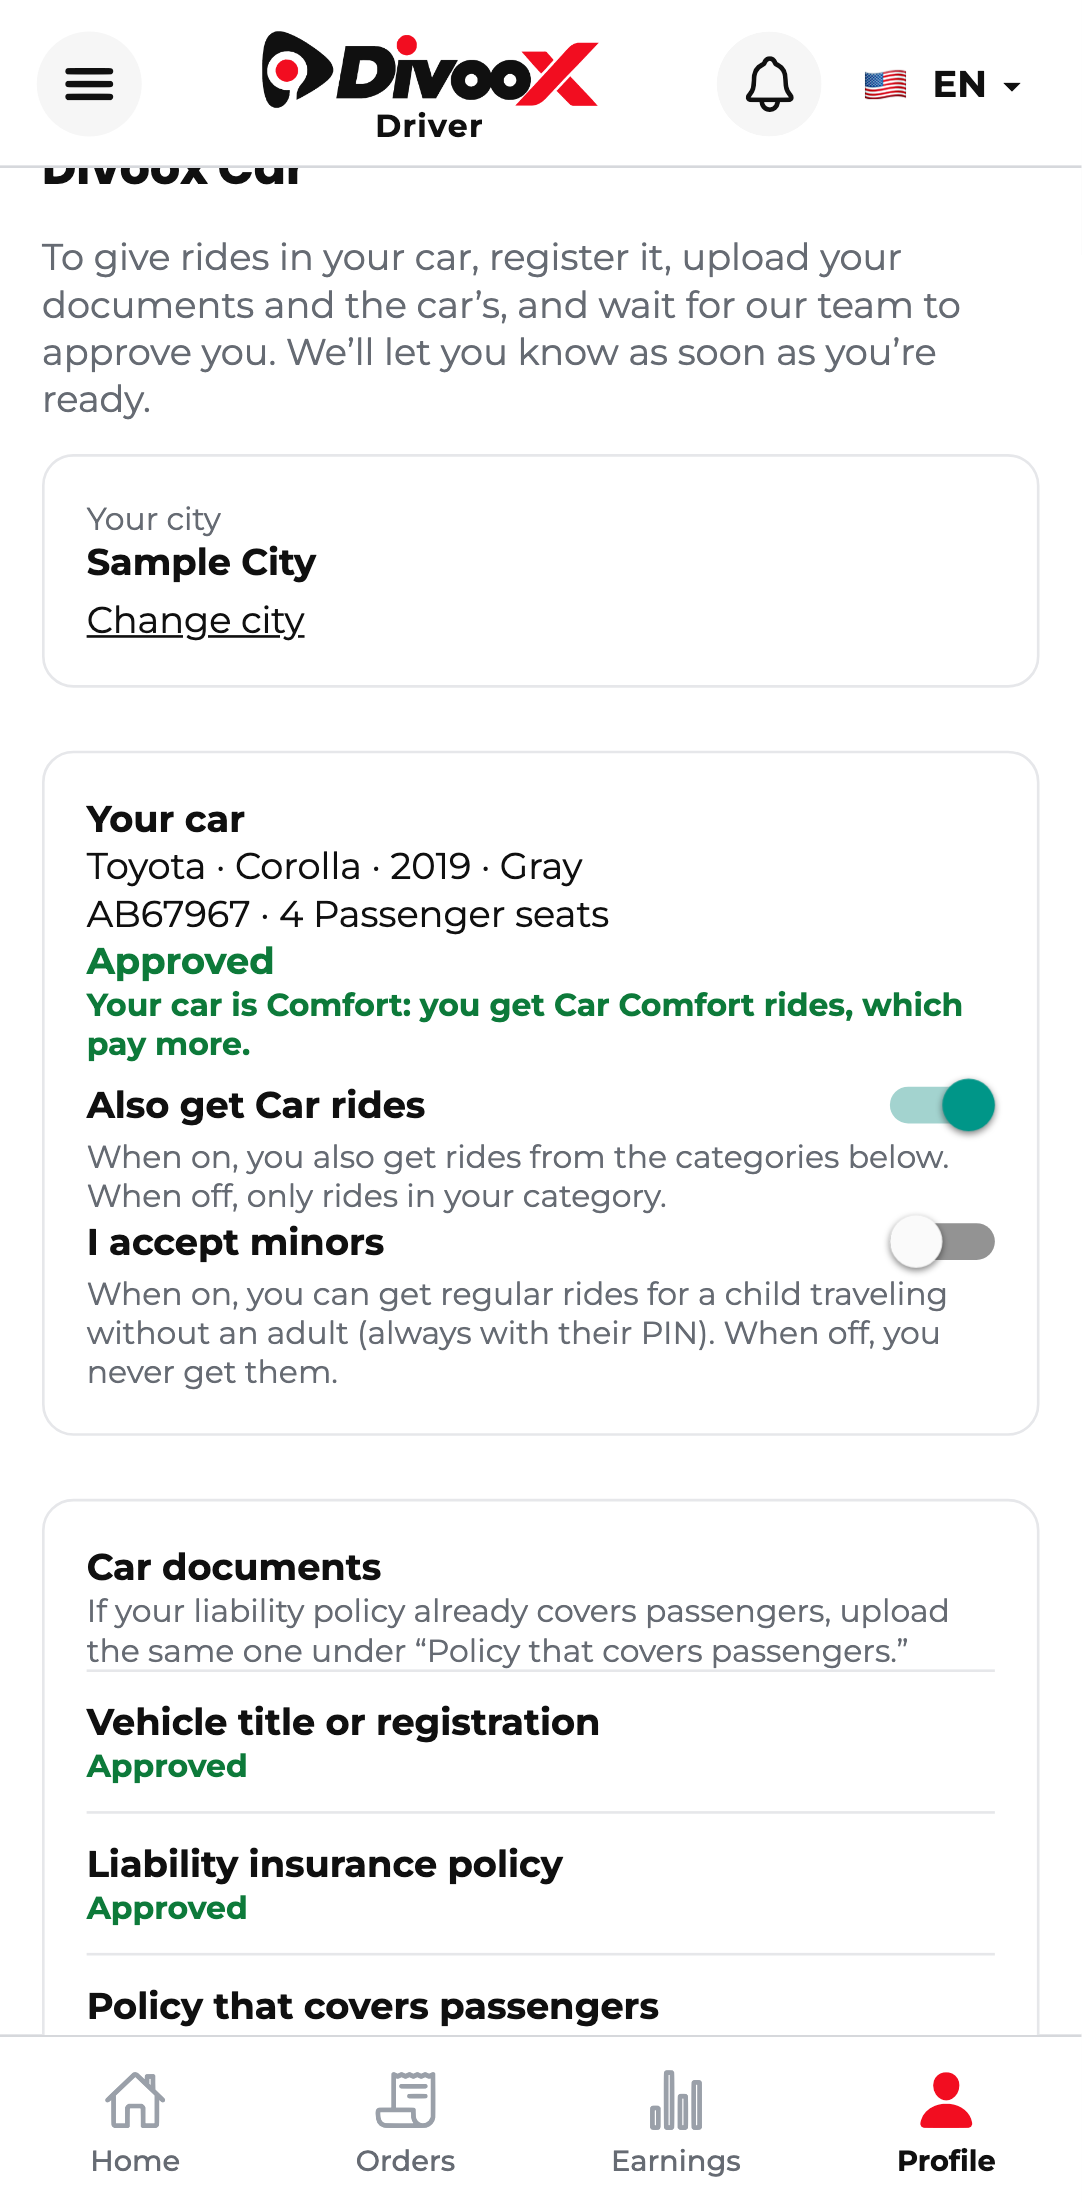 DivooX
Driver
EN
Divoox Car
To give rides in your car, register it, upload your
documents and the car’s, and wait for our team to
approve you. We’ll let you know as soon as you’re
ready.
Your city
Sample City
Change city
Your car
Toyota · Corolla · 2019 · Gray
AB67967 · 4 Passenger seats
Approved
Your car is Comfort: you get Car Comfort rides, which
pay more.
Also get Car rides
When on, you also get rides from the categories below.
When off, only rides in your category.
I accept minors
When on, you can get regular rides for a child traveling
without an adult (always with their PIN). When off, you
never get them.
Car documents
If your liability policy already covers passengers, upload
the same one under “Policy that covers passengers.”
Vehicle title or registration
Approved
Liability insurance policy
Approved
Policy that covers passengers
Home
Orders
Earnings
Profile